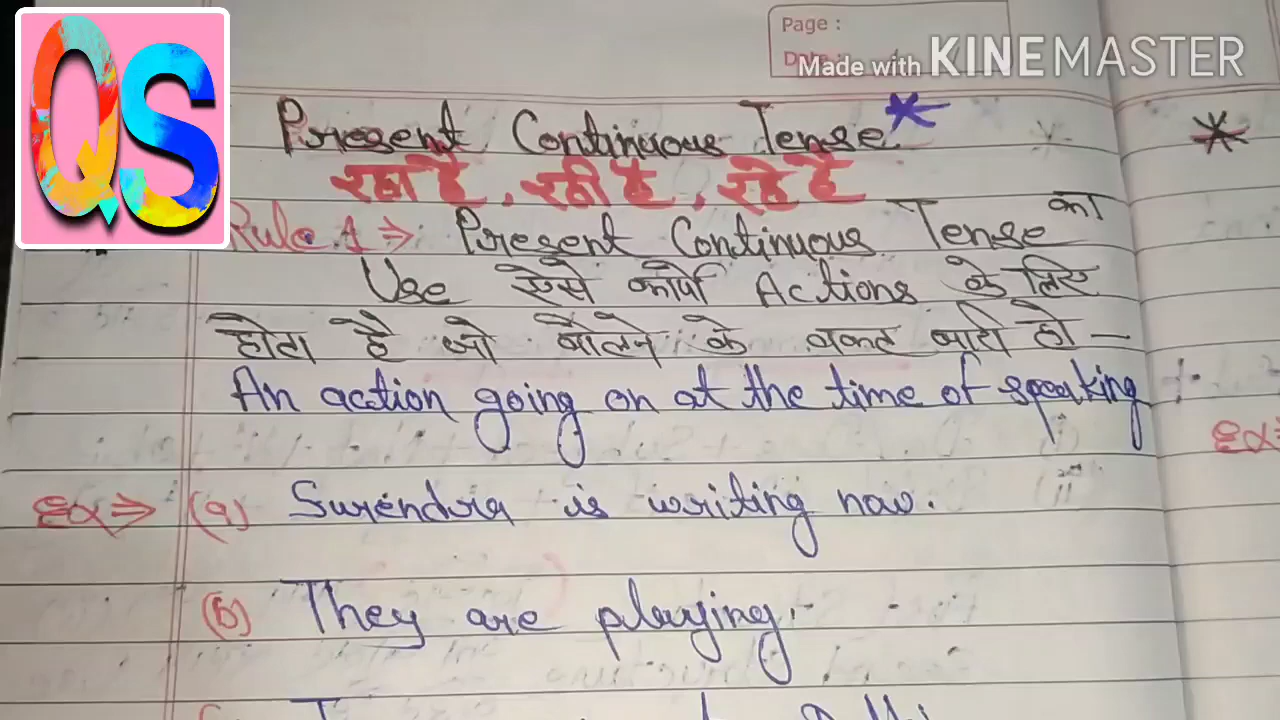 QS
Page :
Made with KINEMASTER
Present Continuous Tense *
रहा है , रही है , रहे है
Rule 1 ⇒ Present Continuous Tense का
Use ऐसे कार्यो Actions के लिए
होता है जो बोलने के वक्त जारी हो —
An action going on at the time of speaking
Ex ⇒ (a) Surendra is writing now.
(b) They are playing.